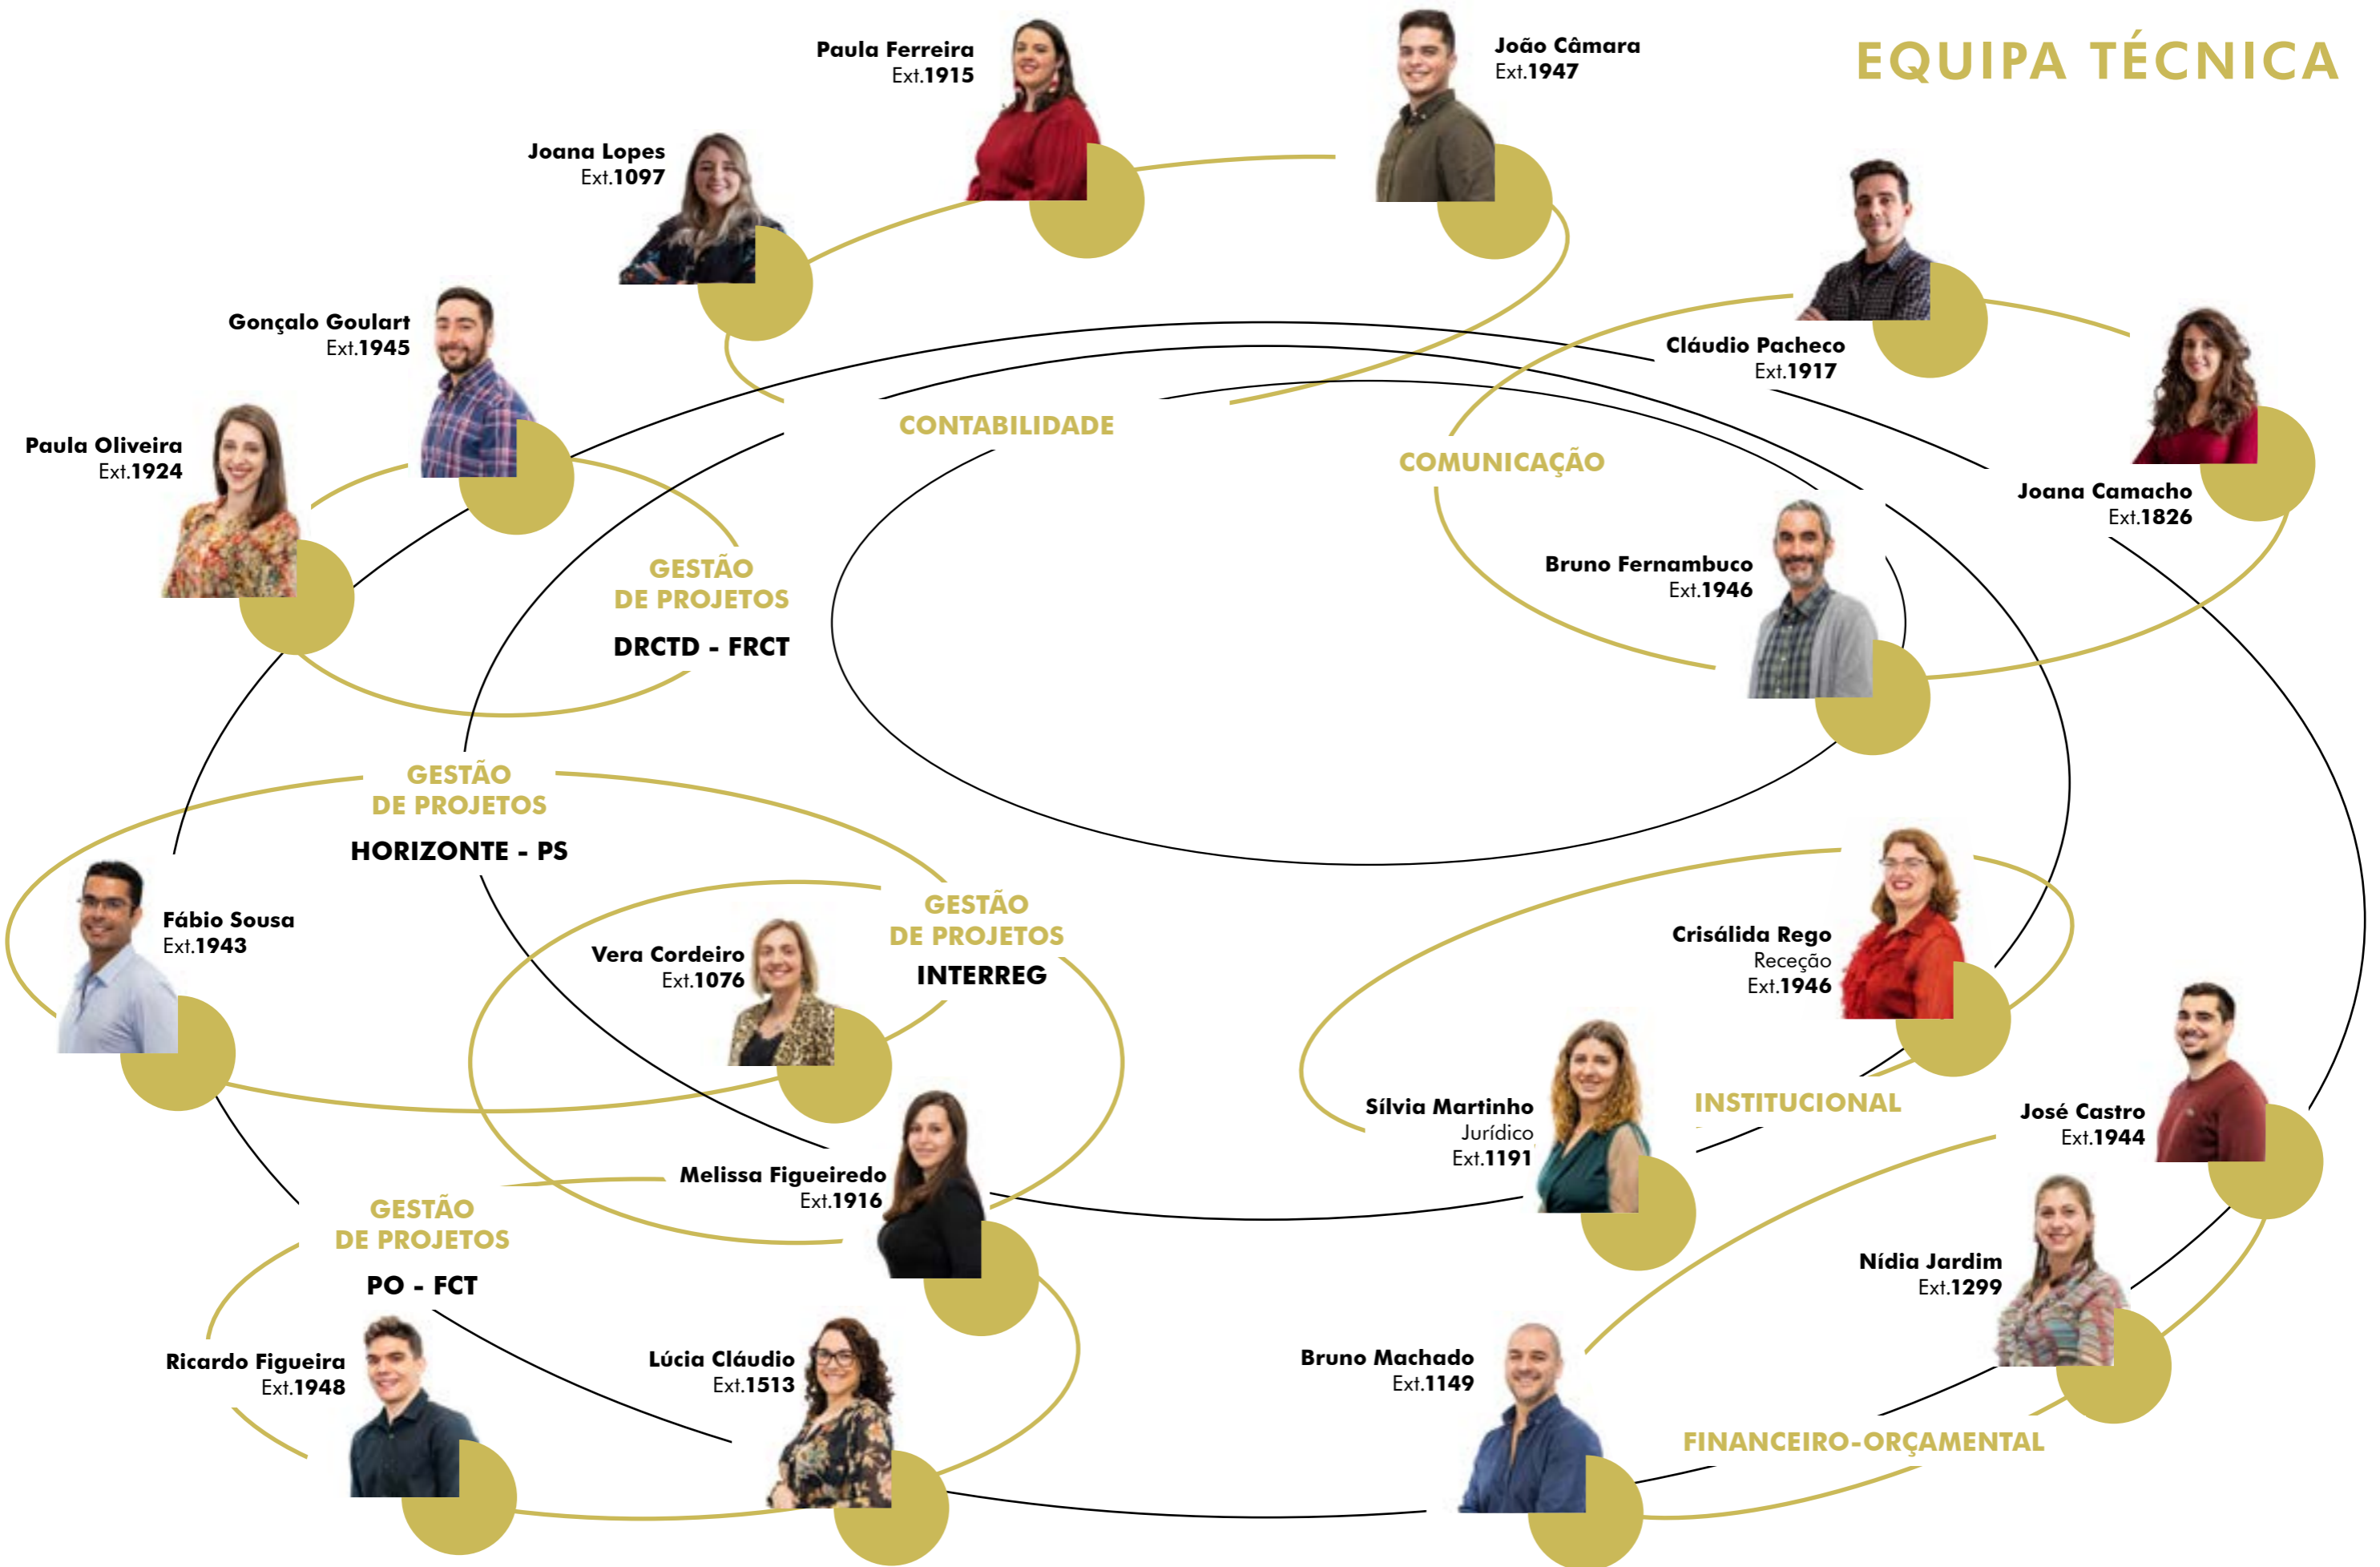 EQUIPA TÉCNICA
Paula Ferreira
Ext.1915
João Câmara
Ext.1947
Joana Lopes
Ext.1097
Gonçalo Goulart
Ext.1945
Cláudio Pacheco
Ext.1917
Paula Oliveira
Ext.1924
CONTABILIDADE
COMUNICAÇÃO
Joana Camacho
Ext.1826
Bruno Fernambuco
Ext.1946
GESTÃO
DE PROJETOS
DRCTD - FRCT
GESTÃO
DE PROJETOS
HORIZONTE - PS
Fábio Sousa
Ext.1943
Vera Cordeiro
Ext.1076
GESTÃO
DE PROJETOS
INTERREG
Crisálida Rego
Receção
Ext.1946
Sílvia Martinho
Jurídico
Ext.1191
INSTITUCIONAL
José Castro
Ext.1944
Melissa Figueiredo
Ext.1916
GESTÃO
DE PROJETOS
PO - FCT
Nídia Jardim
Ext.1299
Ricardo Figueira
Ext.1948
Lúcia Cláudio
Ext.1513
Bruno Machado
Ext.1149
FINANCEIRO-ORÇAMENTAL